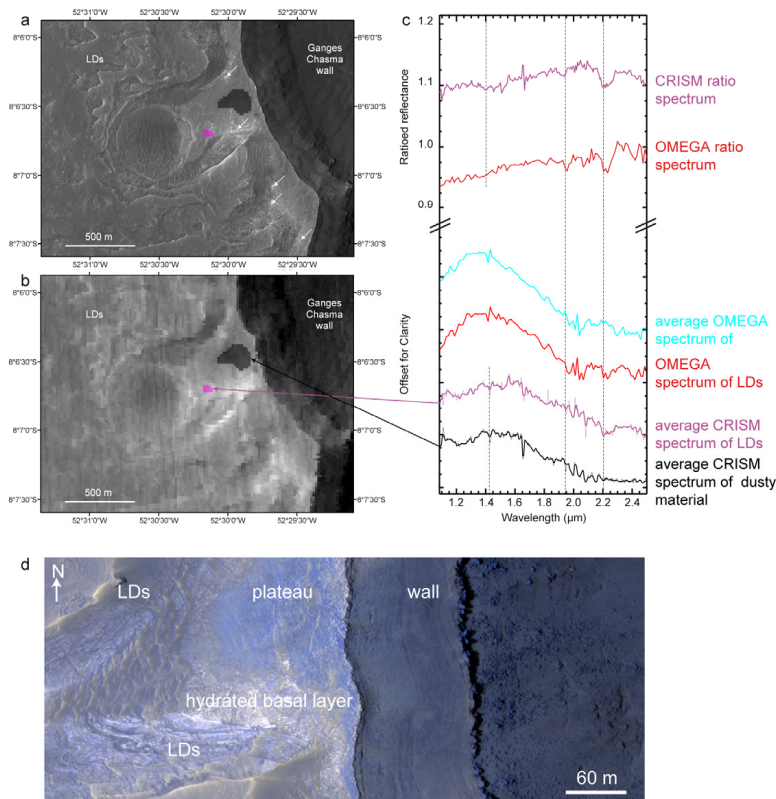 a
52°31'0"W 52°30'30"W 52°30'0"W 52°29'30"W
8°6'0"S
8°6'30"S
8°7'0"S
8°7'30"S
LDs
Ganges
Chasma
wall
500 m
b
8°6'0"S
8°6'30"S
8°7'0"S
8°7'30"S
LDs
Ganges
Chasma
wall
500 m
52°31'0"W 52°30'30"W 52°30'0"W 52°29'30"W
c
1.2
1.1
1.0
0.9
Ratioed reflectance
Offset for Clarity
CRISM ratio
spectrum
OMEGA ratio
spectrum
average OMEGA
spectrum of
OMEGA
spectrum of LDs
average CRISM
spectrum of LDs
average CRISM
spectrum of dusty
material
1.2 1.4 1.6 1.8 2.0 2.2 2.4
Wavelength (µm)
d
N
LDs
plateau
wall
hydrated basal layer
LDs
60 m